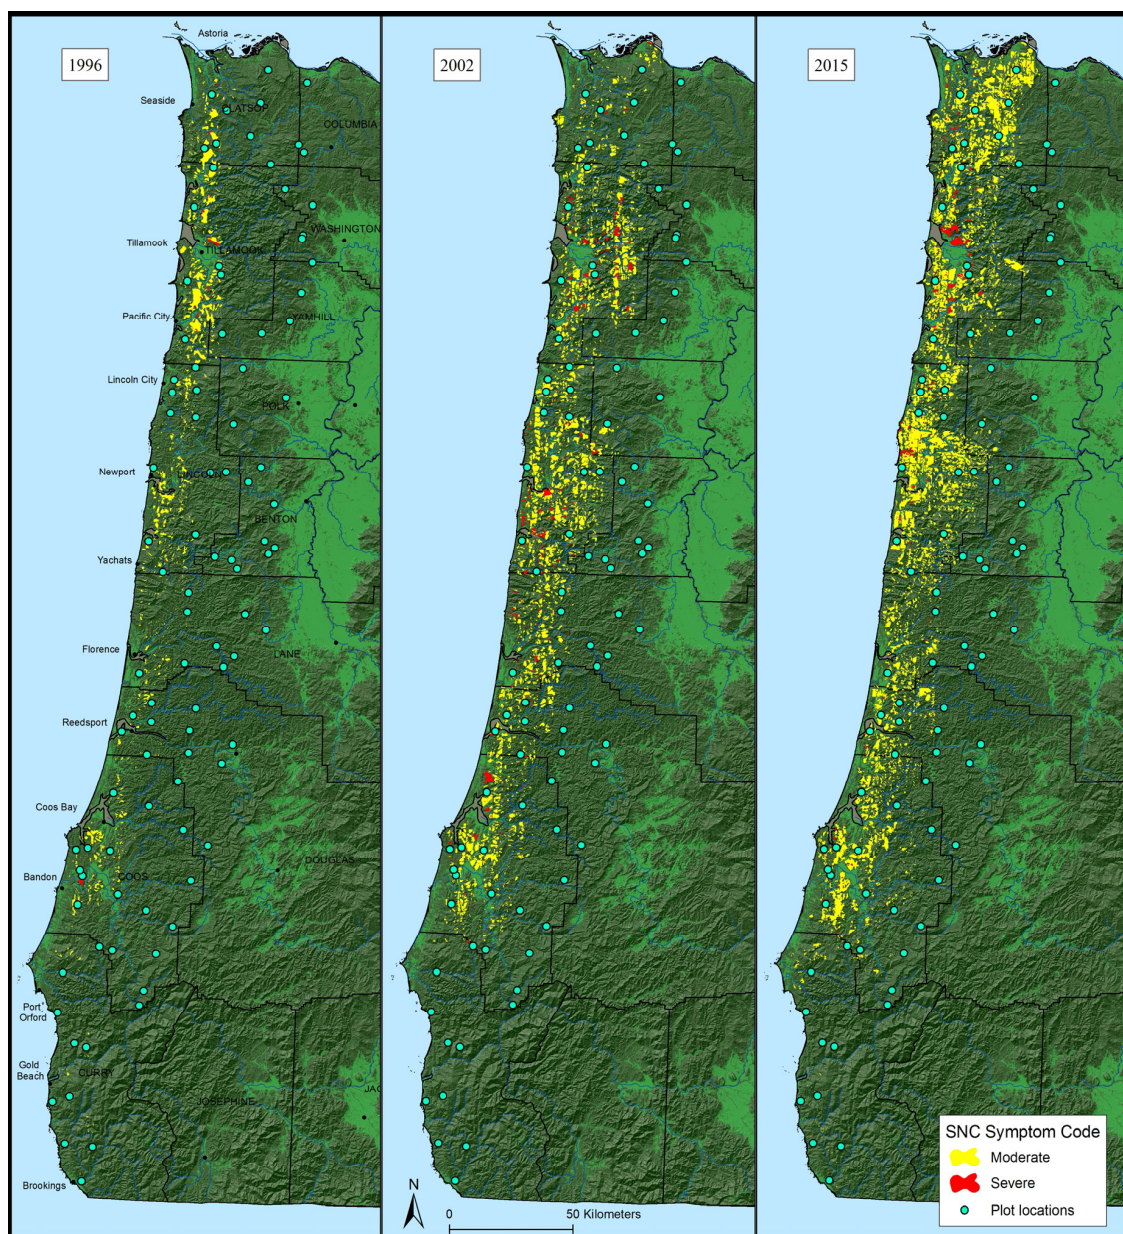 1996
2002
2015
Astoria
Seaside
CLATSOP
COLUMBIA
WASHINGTON
Tillamook
TILLAMOOK
Pacific City
YAMHILL
Lincoln City
POLK
Newport
LINCOLN
BENTON
Yachats
Florence
LANE
Reedsport
Coos Bay
DOUGLAS
Bandon
COOS
Port
Orford
Gold
Beach
CURRY
JOSEPHINE
JAC
Brookings
N
0 50 Kilometers
SNC Symptom Code
Moderate
Severe
Plot locations